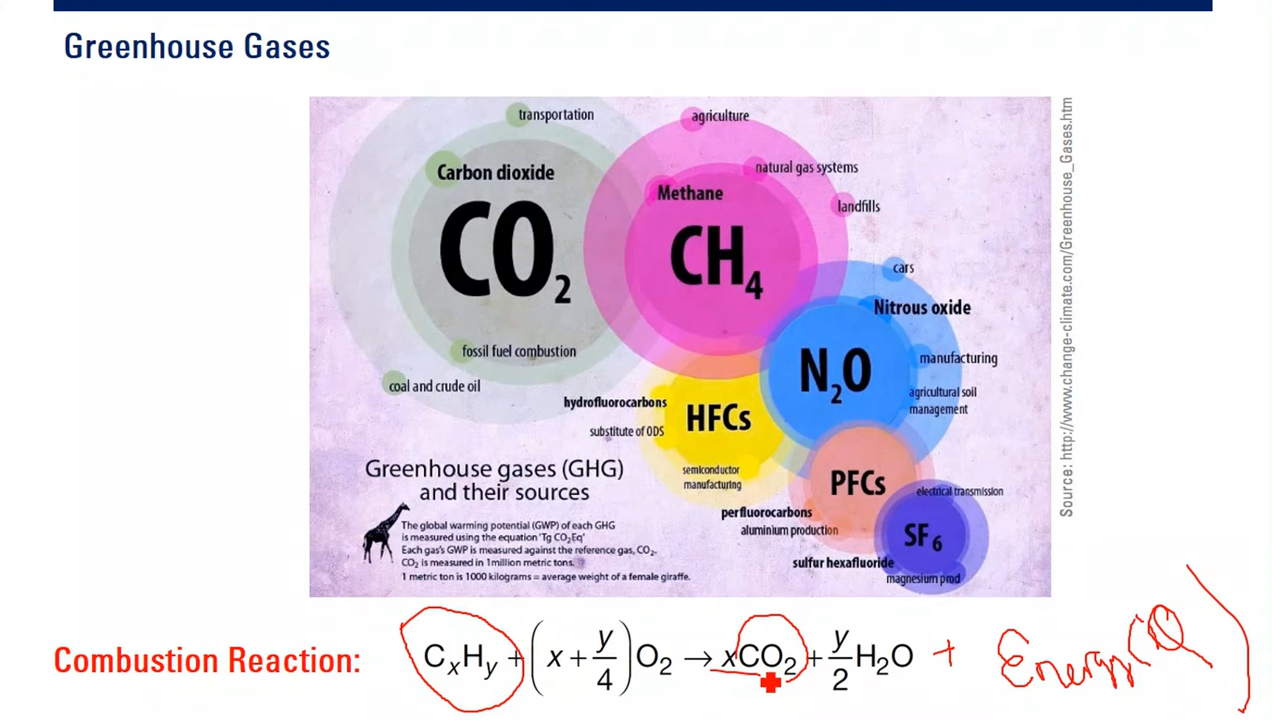 Greenhouse Gases
transportation
agriculture
Carbon dioxide
natural gas systems
Methane
landfills
CO₂
CH₄
cars
Nitrous oxide
fossil fuel combustion
manufacturing
N₂O
coal and crude oil
agricultural soil
management
hydrofluorocarbons
HFCs
substitute of ODS
semiconductor
manufacturing
Greenhouse gases (GHG)
and their sources
PFCs
electrical transmission
perfluorocarbons
aluminium production
SF₆
sulfur hexafluoride
magnesium prod
The global warming potential (GWP) of each GHG
is measured using the equation 'Tg CO₂Eq'
Each gas's GWP is measured against the reference gas, CO₂.
CO₂ is measured in 1million metric tons.
1 metric ton is 1000 kilograms = average weight of a female giraffe.
Source: http://www.change-climate.com/Greenhouse_Gases.htm
Combustion Reaction: CₓHᵧ + (x + y/4) O₂ → xCO₂ + y/2 H₂O + Energy(Q)